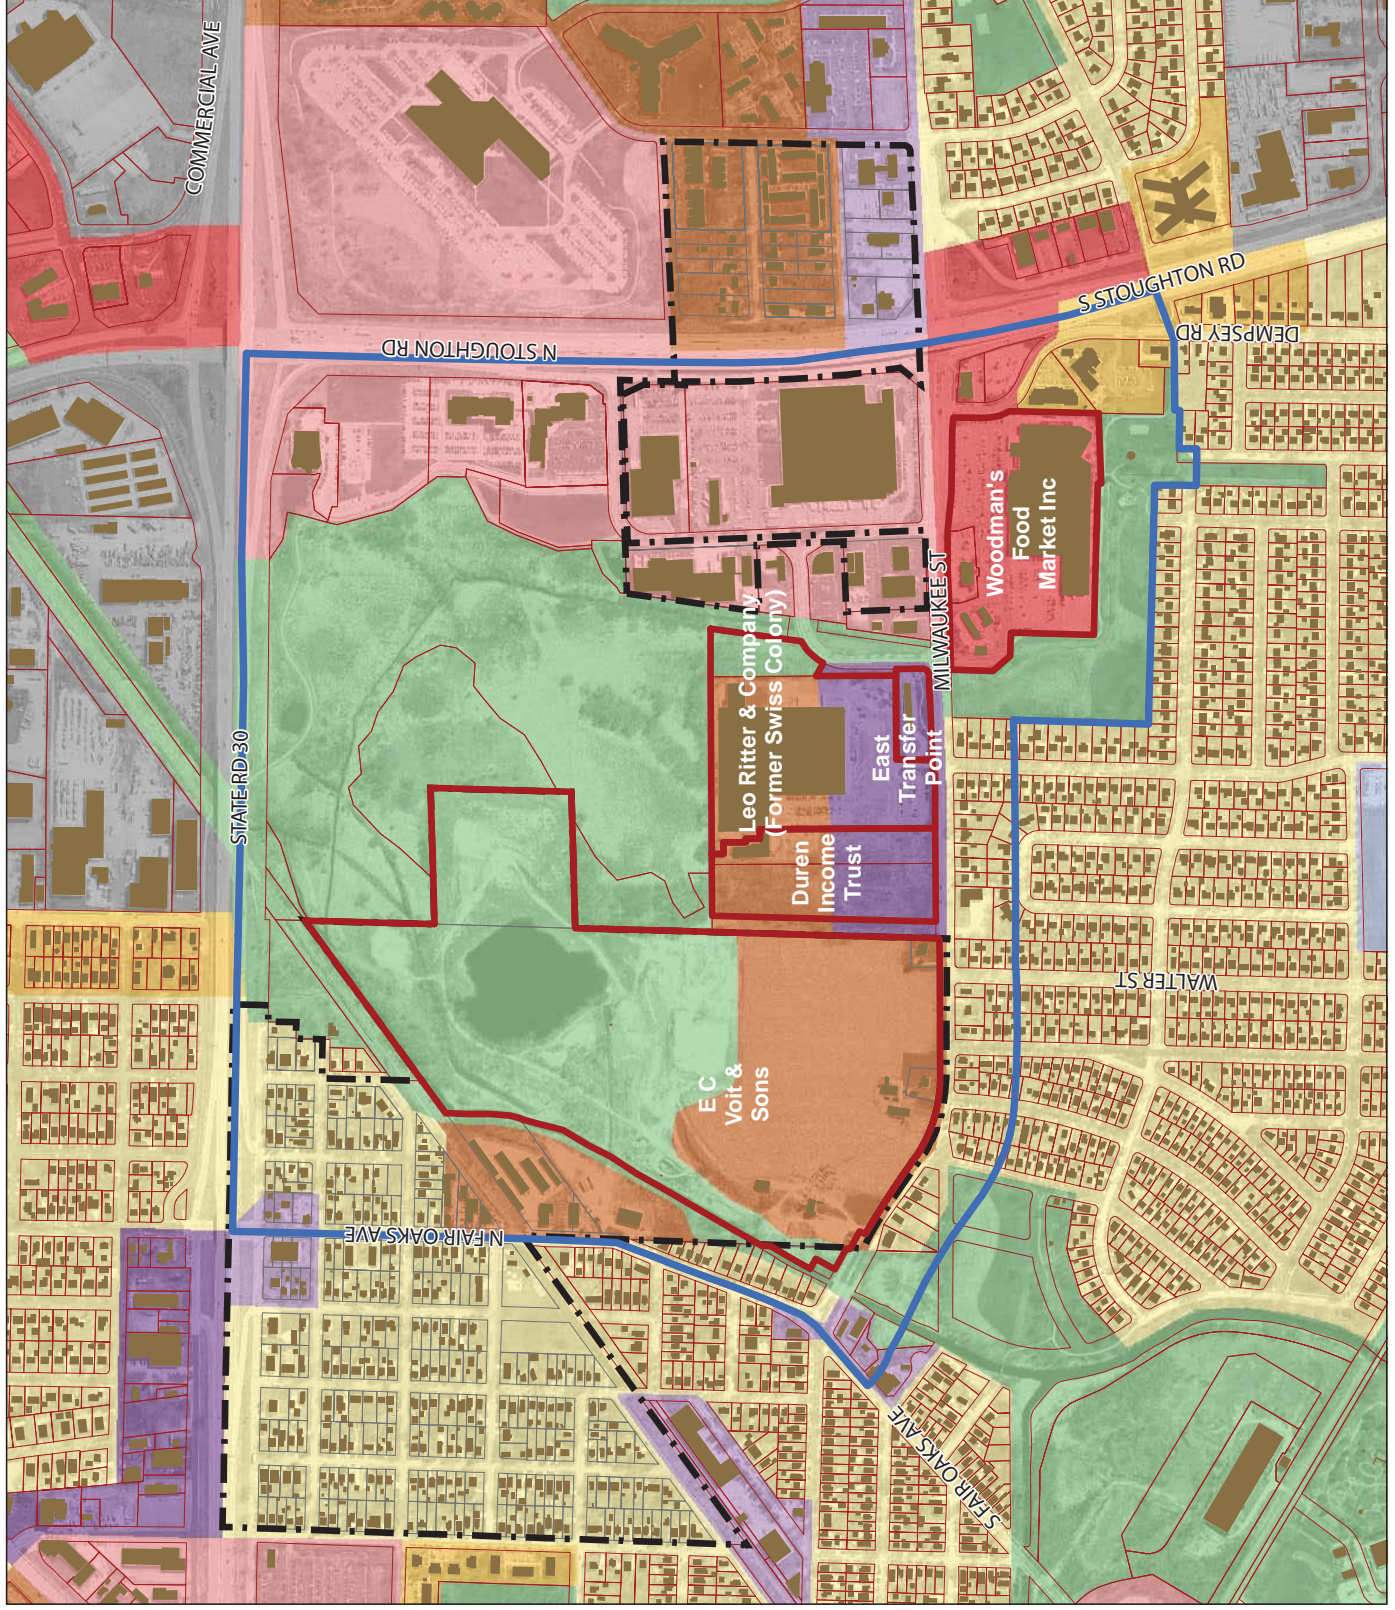 COMMERCIAL AVE
N STOUGHTON RD
S STOUGHTON RD
DEMPSEY RD
Woodman's
Food
Market Inc
MILWAUKEE ST
Leo Ritter & Company
(Former Swiss Colony)
East
Transfer
Point
STATE RD 30
Duren
Income
Trust
WALTER ST
E C
Voit &
Sons
N FAIR OAKS AVE
S FAIR OAKS AVE